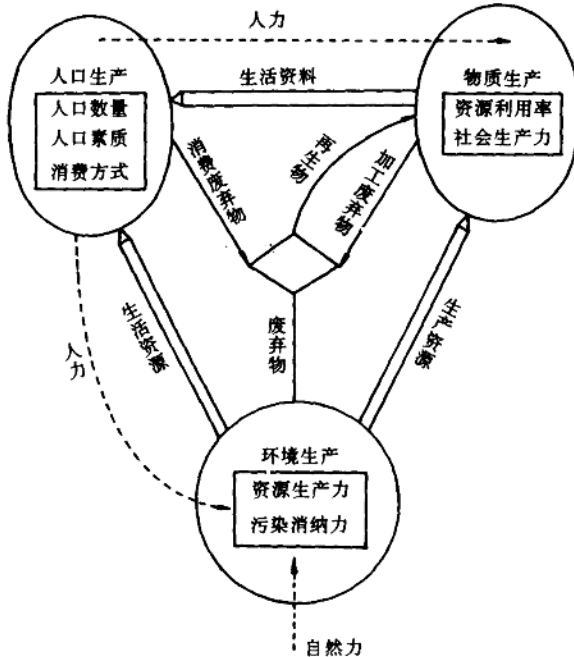 人力
人口生产
人口数量
人口素质
消费方式
生活资料
物质生产
资源利用率
社会生产力
消费废弃物
再生物
加工废弃物
人力
生活资源
废弃物
生产资源
环境生产
资源生产力
污染消纳力
自然力